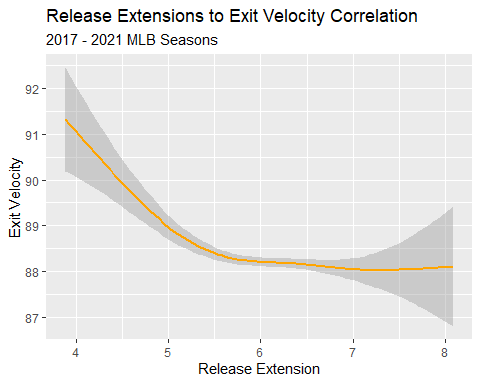 Release Extensions to Exit Velocity Correlation
2017 - 2021 MLB Seasons
Exit Velocity
92
91
90
89
88
87
4 5 6 7 8
Release Extension